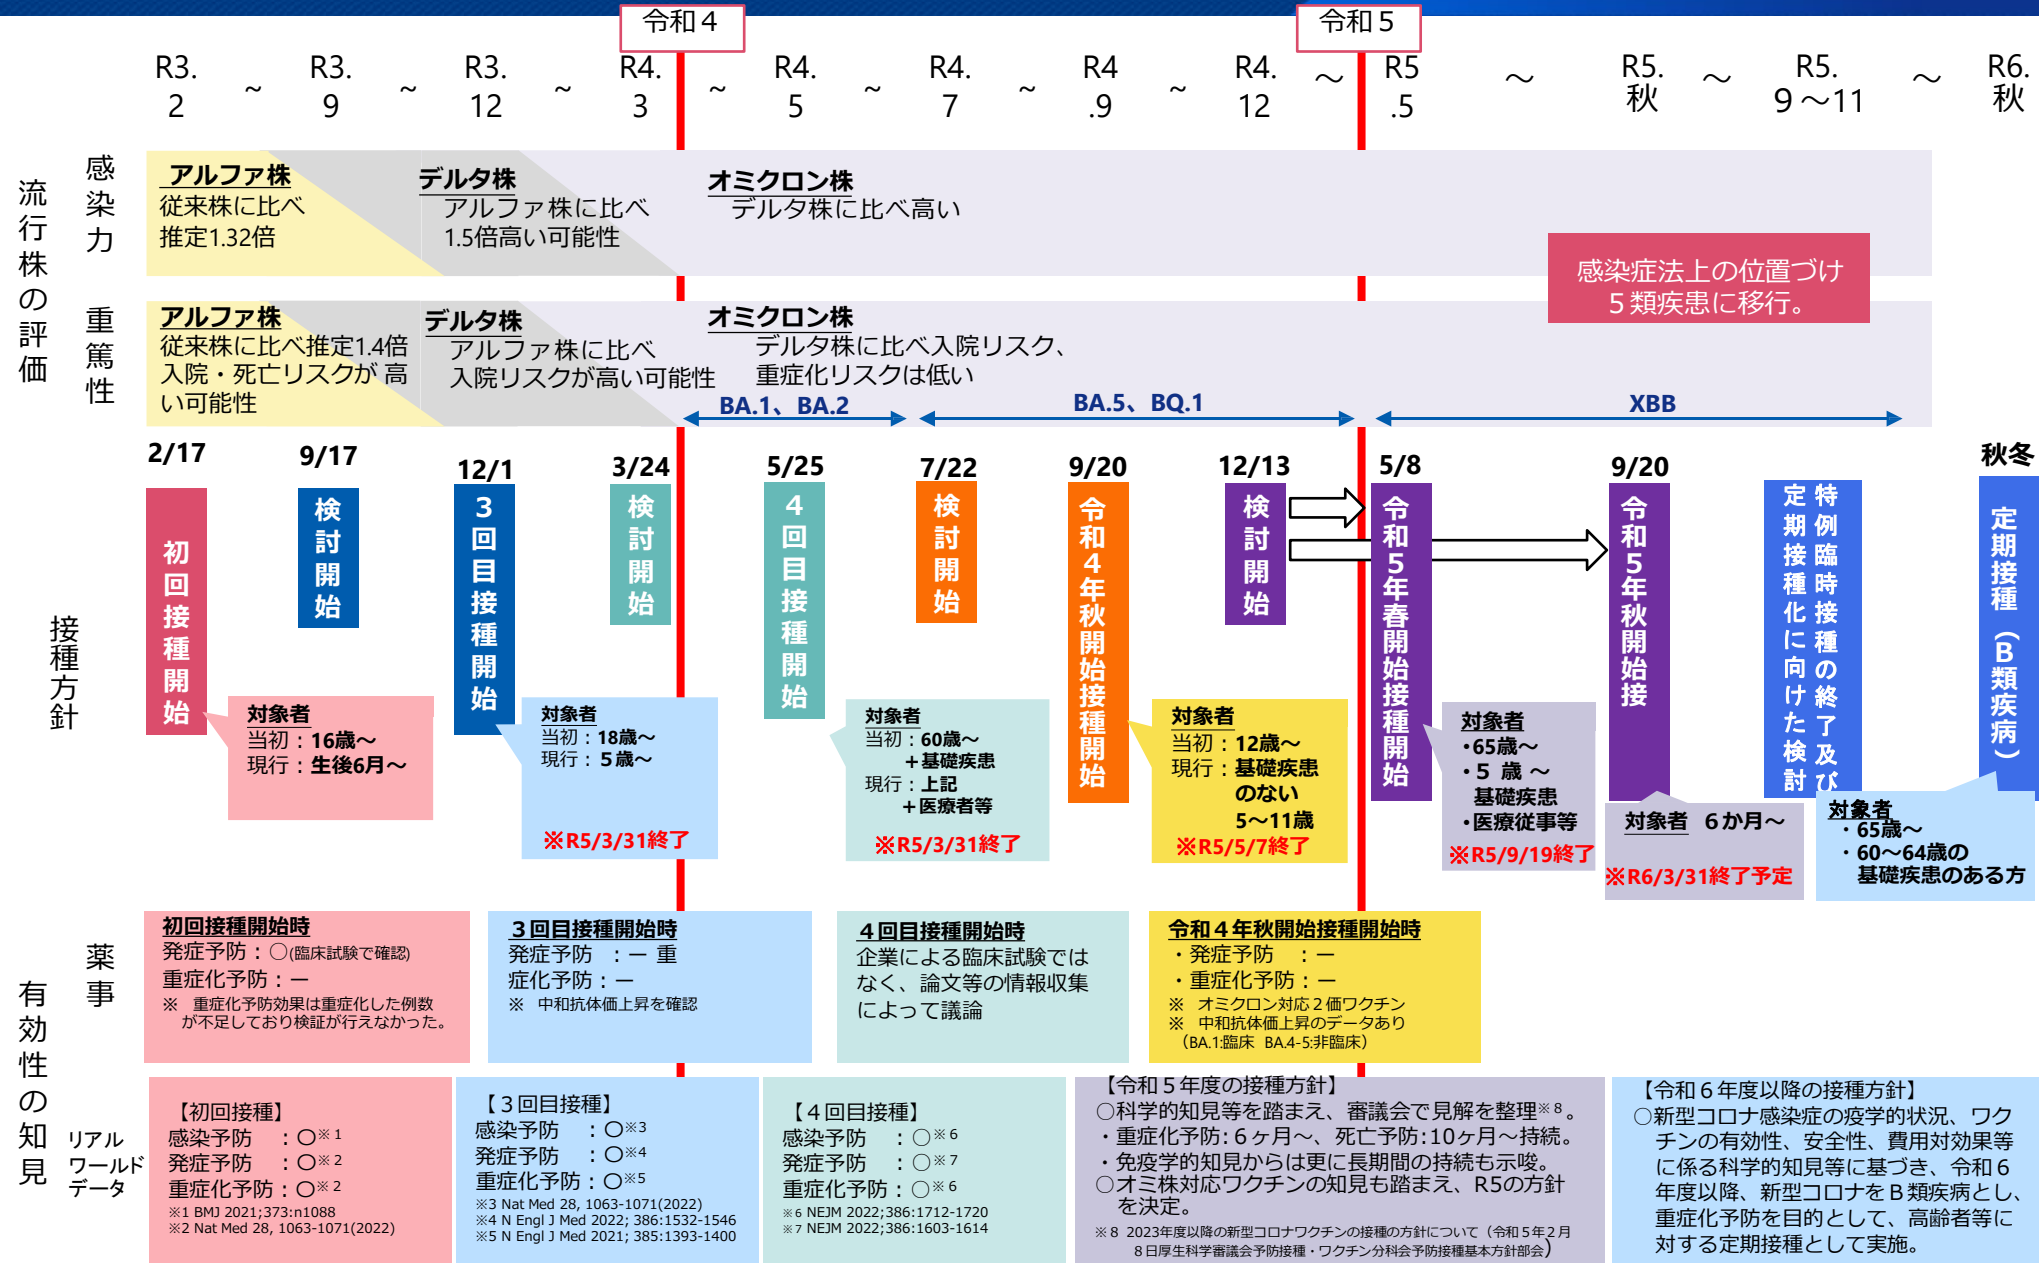 令和４
令和５
R3.
2
~
R3.
9
~
R3.
12
~
R4.
3
~
R4.
5
~
R4.
7
~
R4
.9
~
R4.
12
～
R5
.5
～
R5.
秋
～
R5.
９～11
～
R6.
秋
流行株の評価
感染力
アルファ株
従来株に比べ
推定1.32倍
デルタ株
アルファ株に比べ
1.5倍高い可能性
オミクロン株
デルタ株に比べ高い
感染症法上の位置づけ
５類疾患に移行。
重篤性
アルファ株
従来株に比べ推定1.4倍
入院・死亡リスクが 高
い可能性
デルタ株
アルファ株に比べ
入院リスクが高い可能性
オミクロン株
デルタ株に比べ入院リスク、
重症化リスクは低い
BA.1、BA.2
BA.5、BQ.1
XBB
接種方針
2/17
初回接種開始
9/17
検討開始
12/1
３回目接種開始
3/24
検討開始
5/25
４回目接種開始
7/22
検討開始
9/20
令和４年秋開始接種開始
12/13
検討開始
5/8
令和５年春開始接種開始
9/20
令和５年秋開始接
特例臨時接種の終了及び
定期接種化に向けた検討
秋冬
定期接種（Ｂ類疾病）
対象者
当初：16歳～
現行：生後6月～
対象者
当初：18歳～
現行：５歳～
※R5/3/31終了
対象者
当初：60歳～
＋基礎疾患
現行：上記
＋医療者等
※R5/3/31終了
対象者
当初：12歳～
現行：基礎疾患
のない
5～11歳
※R5/5/7終了
対象者
・65歳～
・５ 歳 ～
基礎疾患
・医療従事等
※R5/9/19終了
対象者 ６か月～
※R6/3/31終了予定
対象者
・65歳～
・60～64歳の
基礎疾患のある方
有効性の知見
薬事
初回接種開始時
発症予防：○(臨床試験で確認)
重症化予防：ー
※ 重症化予防効果は重症化した例数
が不足しており検証が行えなかった。
３回目接種開始時
発症予防 ：ー 重
症化予防：ー
※ 中和抗体価上昇を確認
４回目接種開始時
企業による臨床試験では
なく、論文等の情報収集
によって議論
令和４年秋開始接種開始時
・発症予防 ：ー
・重症化予防：ー
※ オミクロン対応２価ワクチン
※ 中和抗体価上昇のデータあり
（BA.1:臨床 BA.4-5:非臨床）
リアル
ワールド
データ
【初回接種】
感染予防 ：○※１
発症予防 ：○※２
重症化予防：○※２
※1 BMJ 2021;373:n1088
※2 Nat Med 28, 1063-1071(2022)
【３回目接種】
感染予防 ：○※3
発症予防 ：○※4
重症化予防：○※5
※3 Nat Med 28, 1063-1071(2022)
※4 N Engl J Med 2022; 386:1532-1546
※5 N Engl J Med 2021; 385:1393-1400
【４回目接種】
感染予防 ：○※６
発症予防 ：○※７
重症化予防：○※６
※６ NEJM 2022;386:1712-1720
※７ NEJM 2022;386:1603-1614
【令和５年度の接種方針】
○科学的知見等を踏まえ、審議会で見解を整理※８。
・重症化予防:６ヶ月～、死亡予防:10ヶ月～持続。
・免疫学的知見からは更に長期間の持続も示唆。
○オミ株対応ワクチンの知見も踏まえ、R5の方針
を決定。
※８ 2023年度以降の新型コロナワクチンの接種の方針について（令和５年２月
８日厚生科学審議会予防接種・ワクチン分科会予防接種基本方針部会）
【令和６年度以降の接種方針】
○新型コロナ感染症の疫学的状況、ワク
チンの有効性、安全性、費用対効果等
に係る科学的知見等に基づき、令和６
年度以降、新型コロナをＢ類疾病とし、
重症化予防を目的として、高齢者等に
対する定期接種として実施。